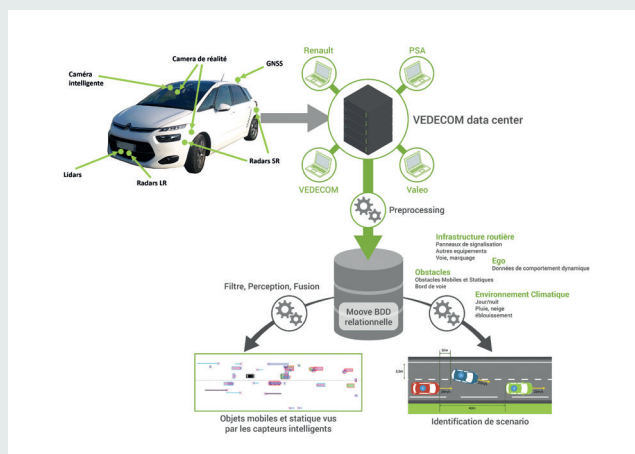 Camera de réalité
GNSS
Caméra
intelligente
Lidars
Radars LR
Radars SR
Renault
PSA
VEDECOM data center
VEDECOM
Valeo
Preprocessing
Infrastructure routière
Panneaux de signalisation
Autres equipements
Voie, marquage
Ego
Données de comportement dynamique
Obstacles
Obstacles Mobiles et Statiques
Bord de voie
Environnement Climatique
Jour/nuit
Pluie, neige
éblouissement
Filtre, Perception, Fusion
Moove BDD
relationnelle
Objets mobiles et statique vus
par les capteurs intelligents
Identification de scenario